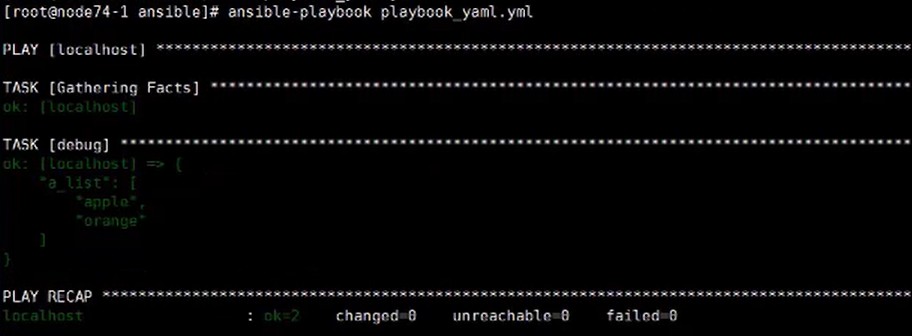 [root@node74-1 ansible]# ansible-playbook playbook_yaml.yml
PLAY [localhost] ************************************************************************************
TASK [Gathering Facts] ******************************************************************************
ok: [localhost]
TASK [debug] ****************************************************************************************
ok: [localhost] => {
    "a_list": [
        "apple",
        "orange"
    ]
}
PLAY RECAP ******************************************************************************************
localhost                  : ok=2    changed=0    unreachable=0    failed=0